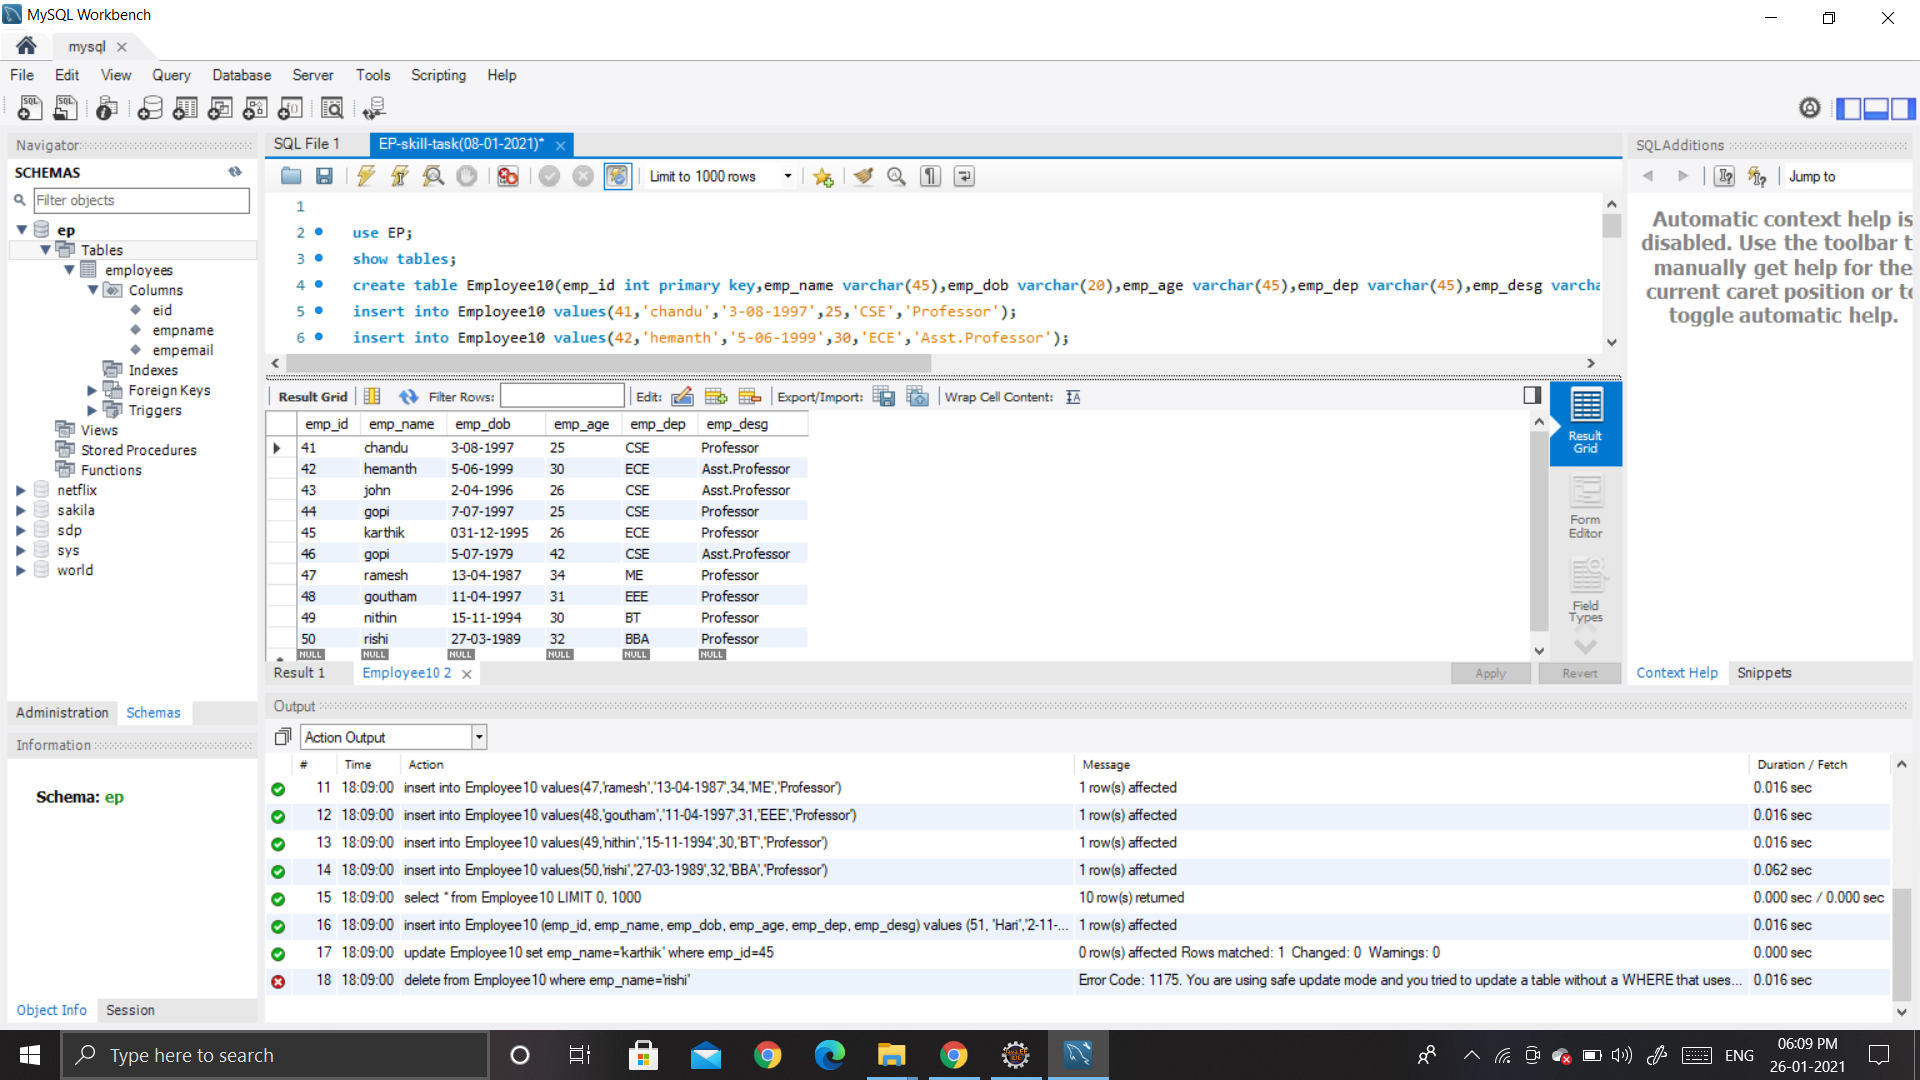 MySQL Workbench
mysql
File Edit View Query Database Server Tools Scripting Help
Navigator
SCHEMAS
Filter objects
ep
Tables
employees
Columns
eid
empname
empemail
Indexes
Foreign Keys
Triggers
Views
Stored Procedures
Functions
netflix
sakila
sdp
sys
world
Administration Schemas
Information
Schema: ep
Object Info Session
SQL File 1 EP-skill-task(08-01-2021)*
Limit to 1000 rows
1
2 use EP;
3 show tables;
4 create table Employee10(emp_id int primary key,emp_name varchar(45),emp_dob varchar(20),emp_age varchar(45),emp_dep varchar(45),emp_desg varcha
5 insert into Employee10 values(41,'chandu','3-08-1997',25,'CSE','Professor');
6 insert into Employee10 values(42,'hemanth','5-06-1999',30,'ECE','Asst.Professor');
Result Grid Filter Rows: Edit: Export/Import: Wrap Cell Content:
emp_id emp_name emp_dob emp_age emp_dep emp_desg
41 chandu 3-08-1997 25 CSE Professor
42 hemanth 5-06-1999 30 ECE Asst.Professor
43 john 2-04-1996 26 CSE Asst.Professor
44 gopi 7-07-1997 25 CSE Professor
45 karthik 031-12-1995 26 ECE Professor
46 gopi 5-07-1979 42 CSE Asst.Professor
47 ramesh 13-04-1987 34 ME Professor
48 goutham 11-04-1997 31 EEE Professor
49 nithin 15-11-1994 30 BT Professor
50 rishi 27-03-1989 32 BBA Professor
NULL NULL NULL NULL NULL NULL
Result Grid
Form Editor
Field Types
Result 1 Employee10 2 Apply Revert
SQLAdditions
Jump to
Automatic context help is
disabled. Use the toolbar t
manually get help for the
current caret position or to
toggle automatic help.
Context Help Snippets
Output
Action Output
# Time Action Message Duration / Fetch
11 18:09:00 insert into Employee10 values(47,'ramesh','13-04-1987',34,'ME','Professor') 1 row(s) affected 0.016 sec
12 18:09:00 insert into Employee10 values(48,'goutham','11-04-1997',31,'EEE','Professor') 1 row(s) affected 0.016 sec
13 18:09:00 insert into Employee10 values(49,'nithin','15-11-1994',30,'BT','Professor') 1 row(s) affected 0.016 sec
14 18:09:00 insert into Employee10 values(50,'rishi','27-03-1989',32,'BBA','Professor') 1 row(s) affected 0.062 sec
15 18:09:00 select * from Employee10 LIMIT 0, 1000 10 row(s) returned 0.000 sec / 0.000 sec
16 18:09:00 insert into Employee10 (emp_id, emp_name, emp_dob, emp_age, emp_dep, emp_desg) values (51, 'Hari','2-11-... 1 row(s) affected 0.016 sec
17 18:09:00 update Employee10 set emp_name='karthik' where emp_id=45 0 row(s) affected Rows matched: 1 Changed: 0 Warnings: 0 0.000 sec
18 18:09:00 delete from Employee10 where emp_name='rishi' Error Code: 1175. You are using safe update mode and you tried to update a table without a WHERE that uses... 0.016 sec
Type here to search
ENG
06:09 PM
26-01-2021